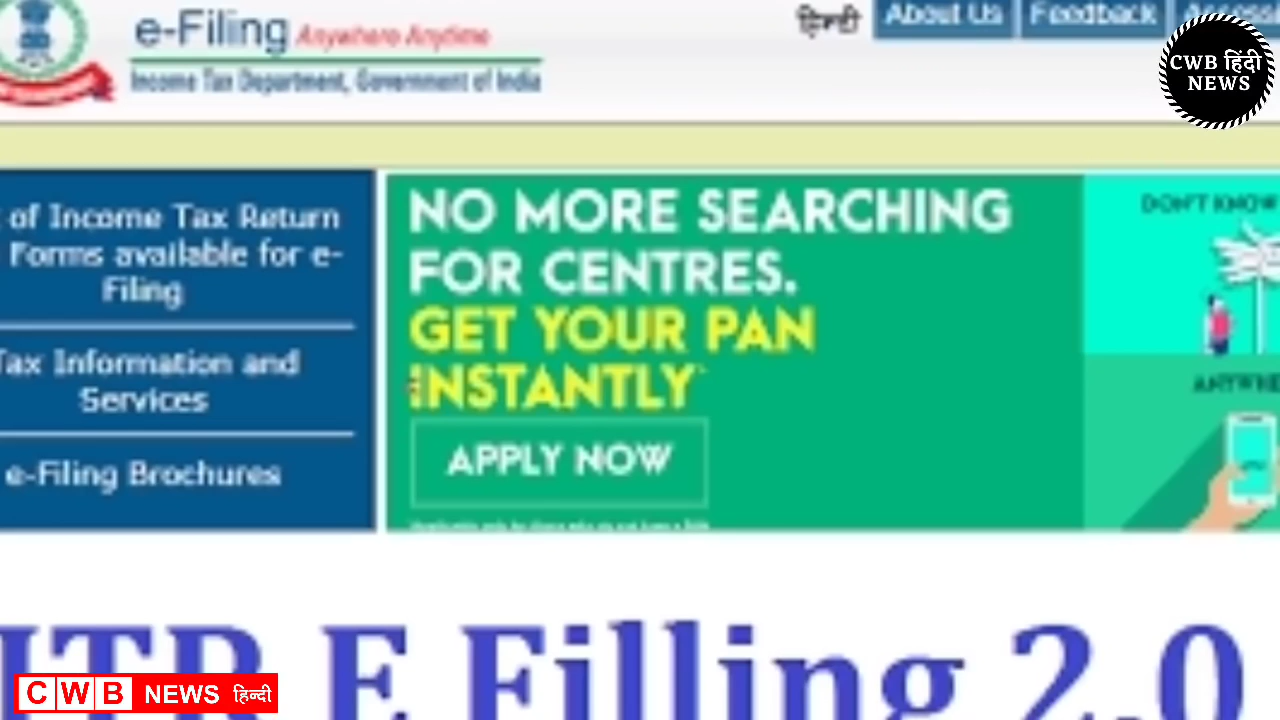 e-Filing Anywhere Anytime
Income Tax Department, Government of India
हिन्दी
About Us
Feedback
CWB हिंदी
NEWS
of Income Tax Return
Forms available for e-
Filing
Tax Information and
Services
e-Filing Brochures
NO MORE SEARCHING
FOR CENTRES.
GET YOUR PAN
INSTANTLY*
APPLY NOW
DON'T KNOW
ITR E Filling 2.0
CWB NEWS हिन्दी